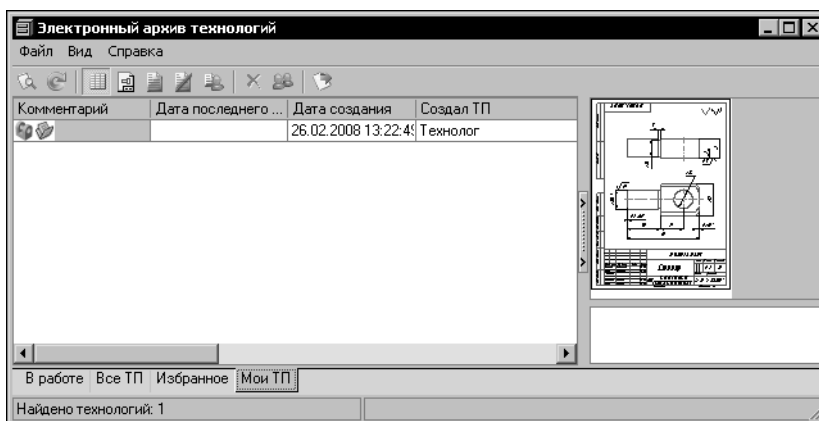 Электронный архив технологий
Файл Вид Справка
Комментарий Дата последнего ... Дата создания Создал ТП
26.02.2008 13:22:49 Технолог
В работе Все ТП Избранное Мои ТП
Найдено технологий: 1